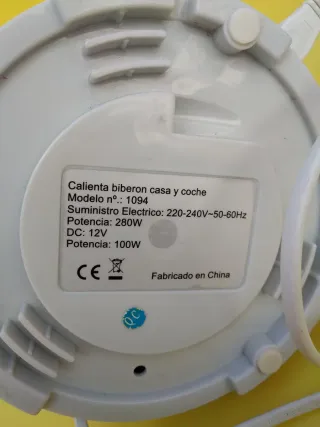 Calienta biberon casa y coche
Modelo nº.: 1094
Suministro Electrico: 220-240V~50-60Hz
Potencia: 280W
DC: 12V
Potencia: 100W
CE
Fabricado en China
QC